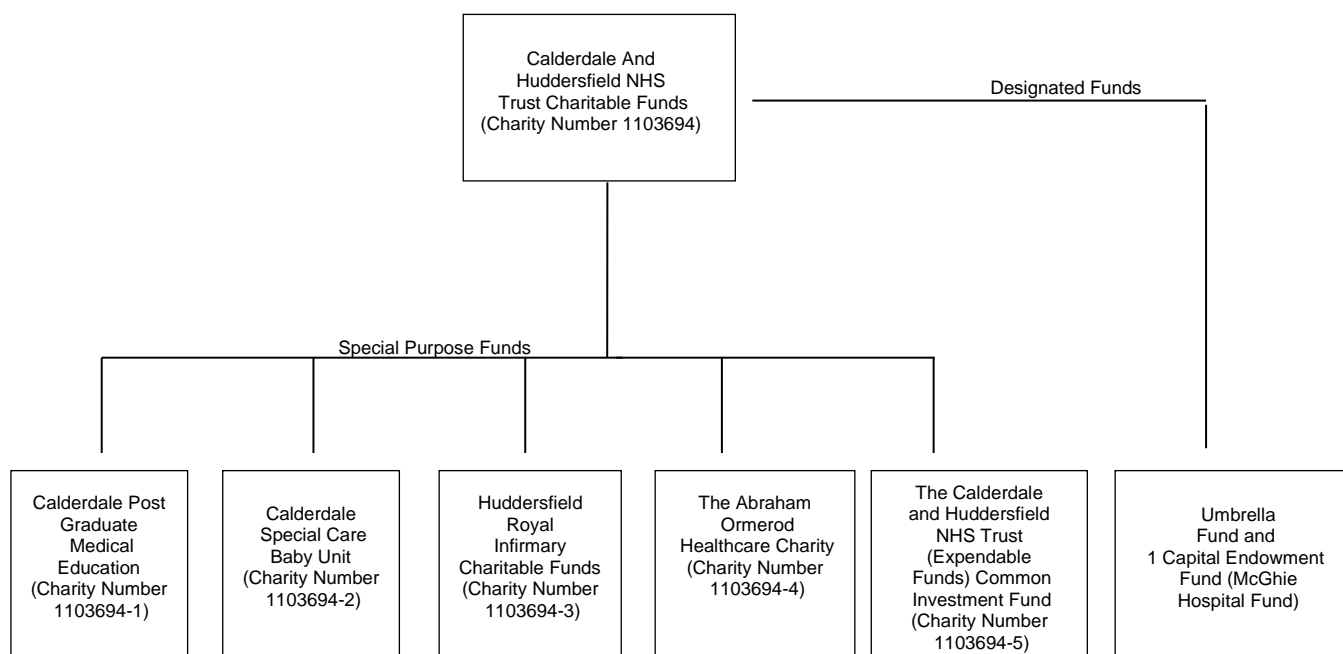 Calderdale And
Huddersfield NHS
Trust Charitable Funds
(Charity Number 1103694)
Designated Funds
Special Purpose Funds
Calderdale Post
Graduate
Medical
Education
(Charity Number
1103694-1)
Calderdale
Special Care
Baby Unit
(Charity Number
1103694-2)
Huddersfield
Royal
Infirmary
Charitable Funds
(Charity Number
1103694-3)
The Abraham
Ormerod
Healthcare Charity
(Charity Number
1103694-4)
The Calderdale
and Huddersfield
NHS Trust
(Expendable
Funds) Common
Investment Fund
(Charity Number
1103694-5)
Umbrella
Fund and
1 Capital Endowment
Fund (McGhie
Hospital Fund)